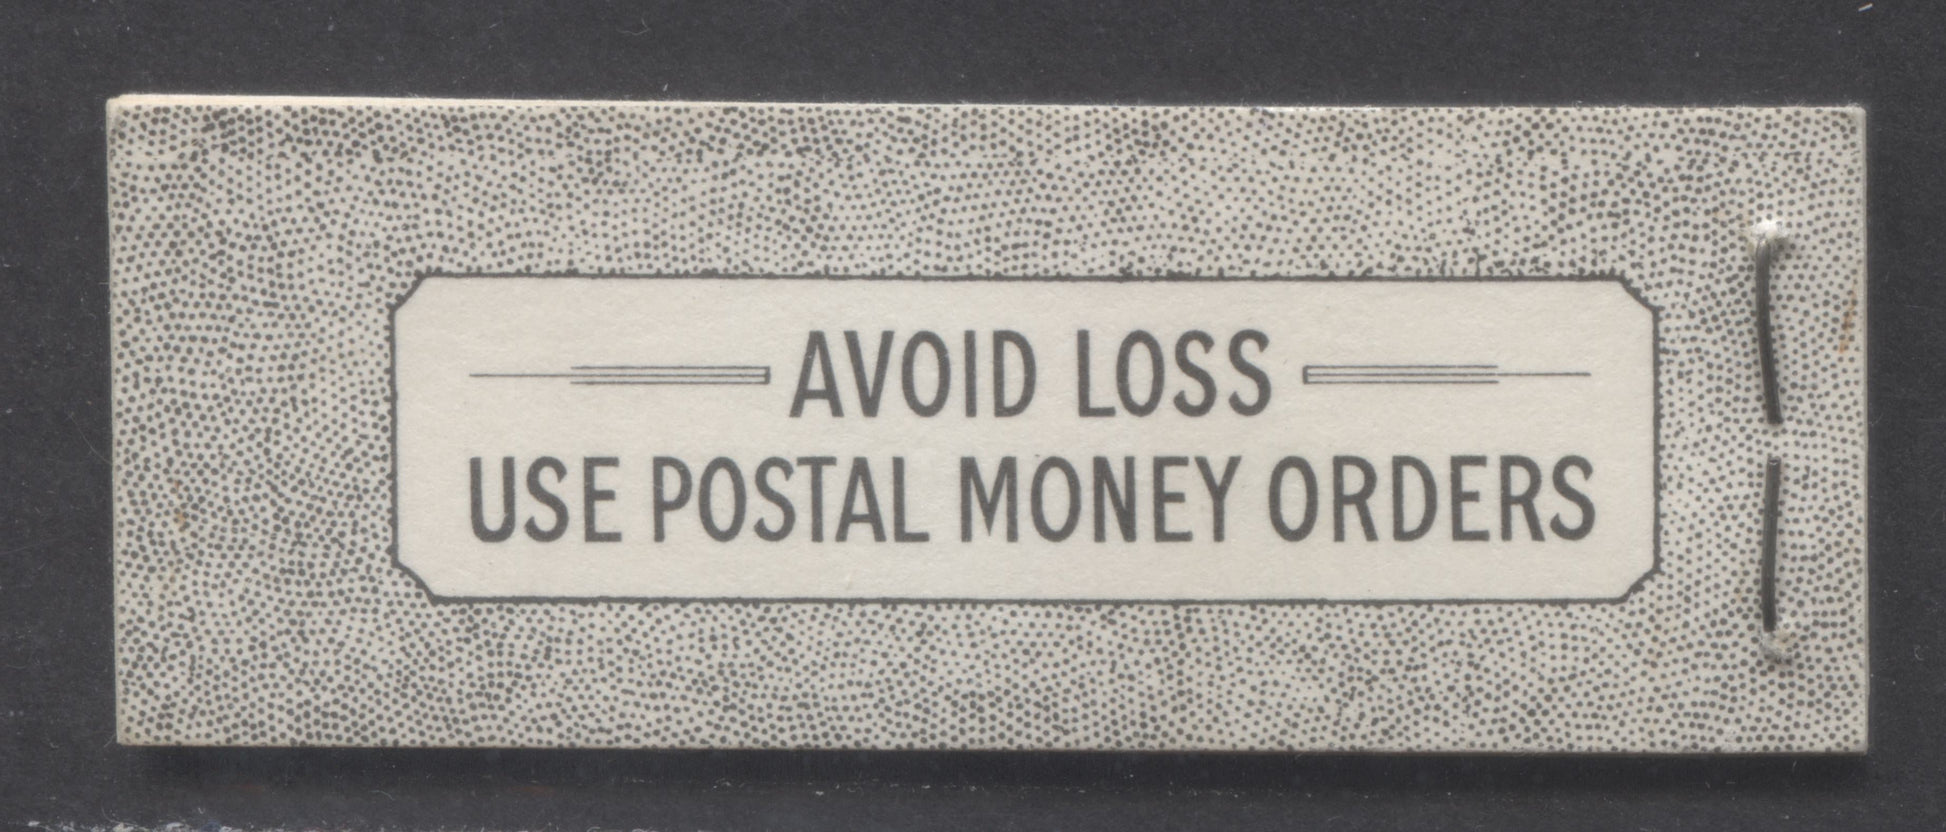 AVOID LOSS
USE POSTAL MONEY ORDERS